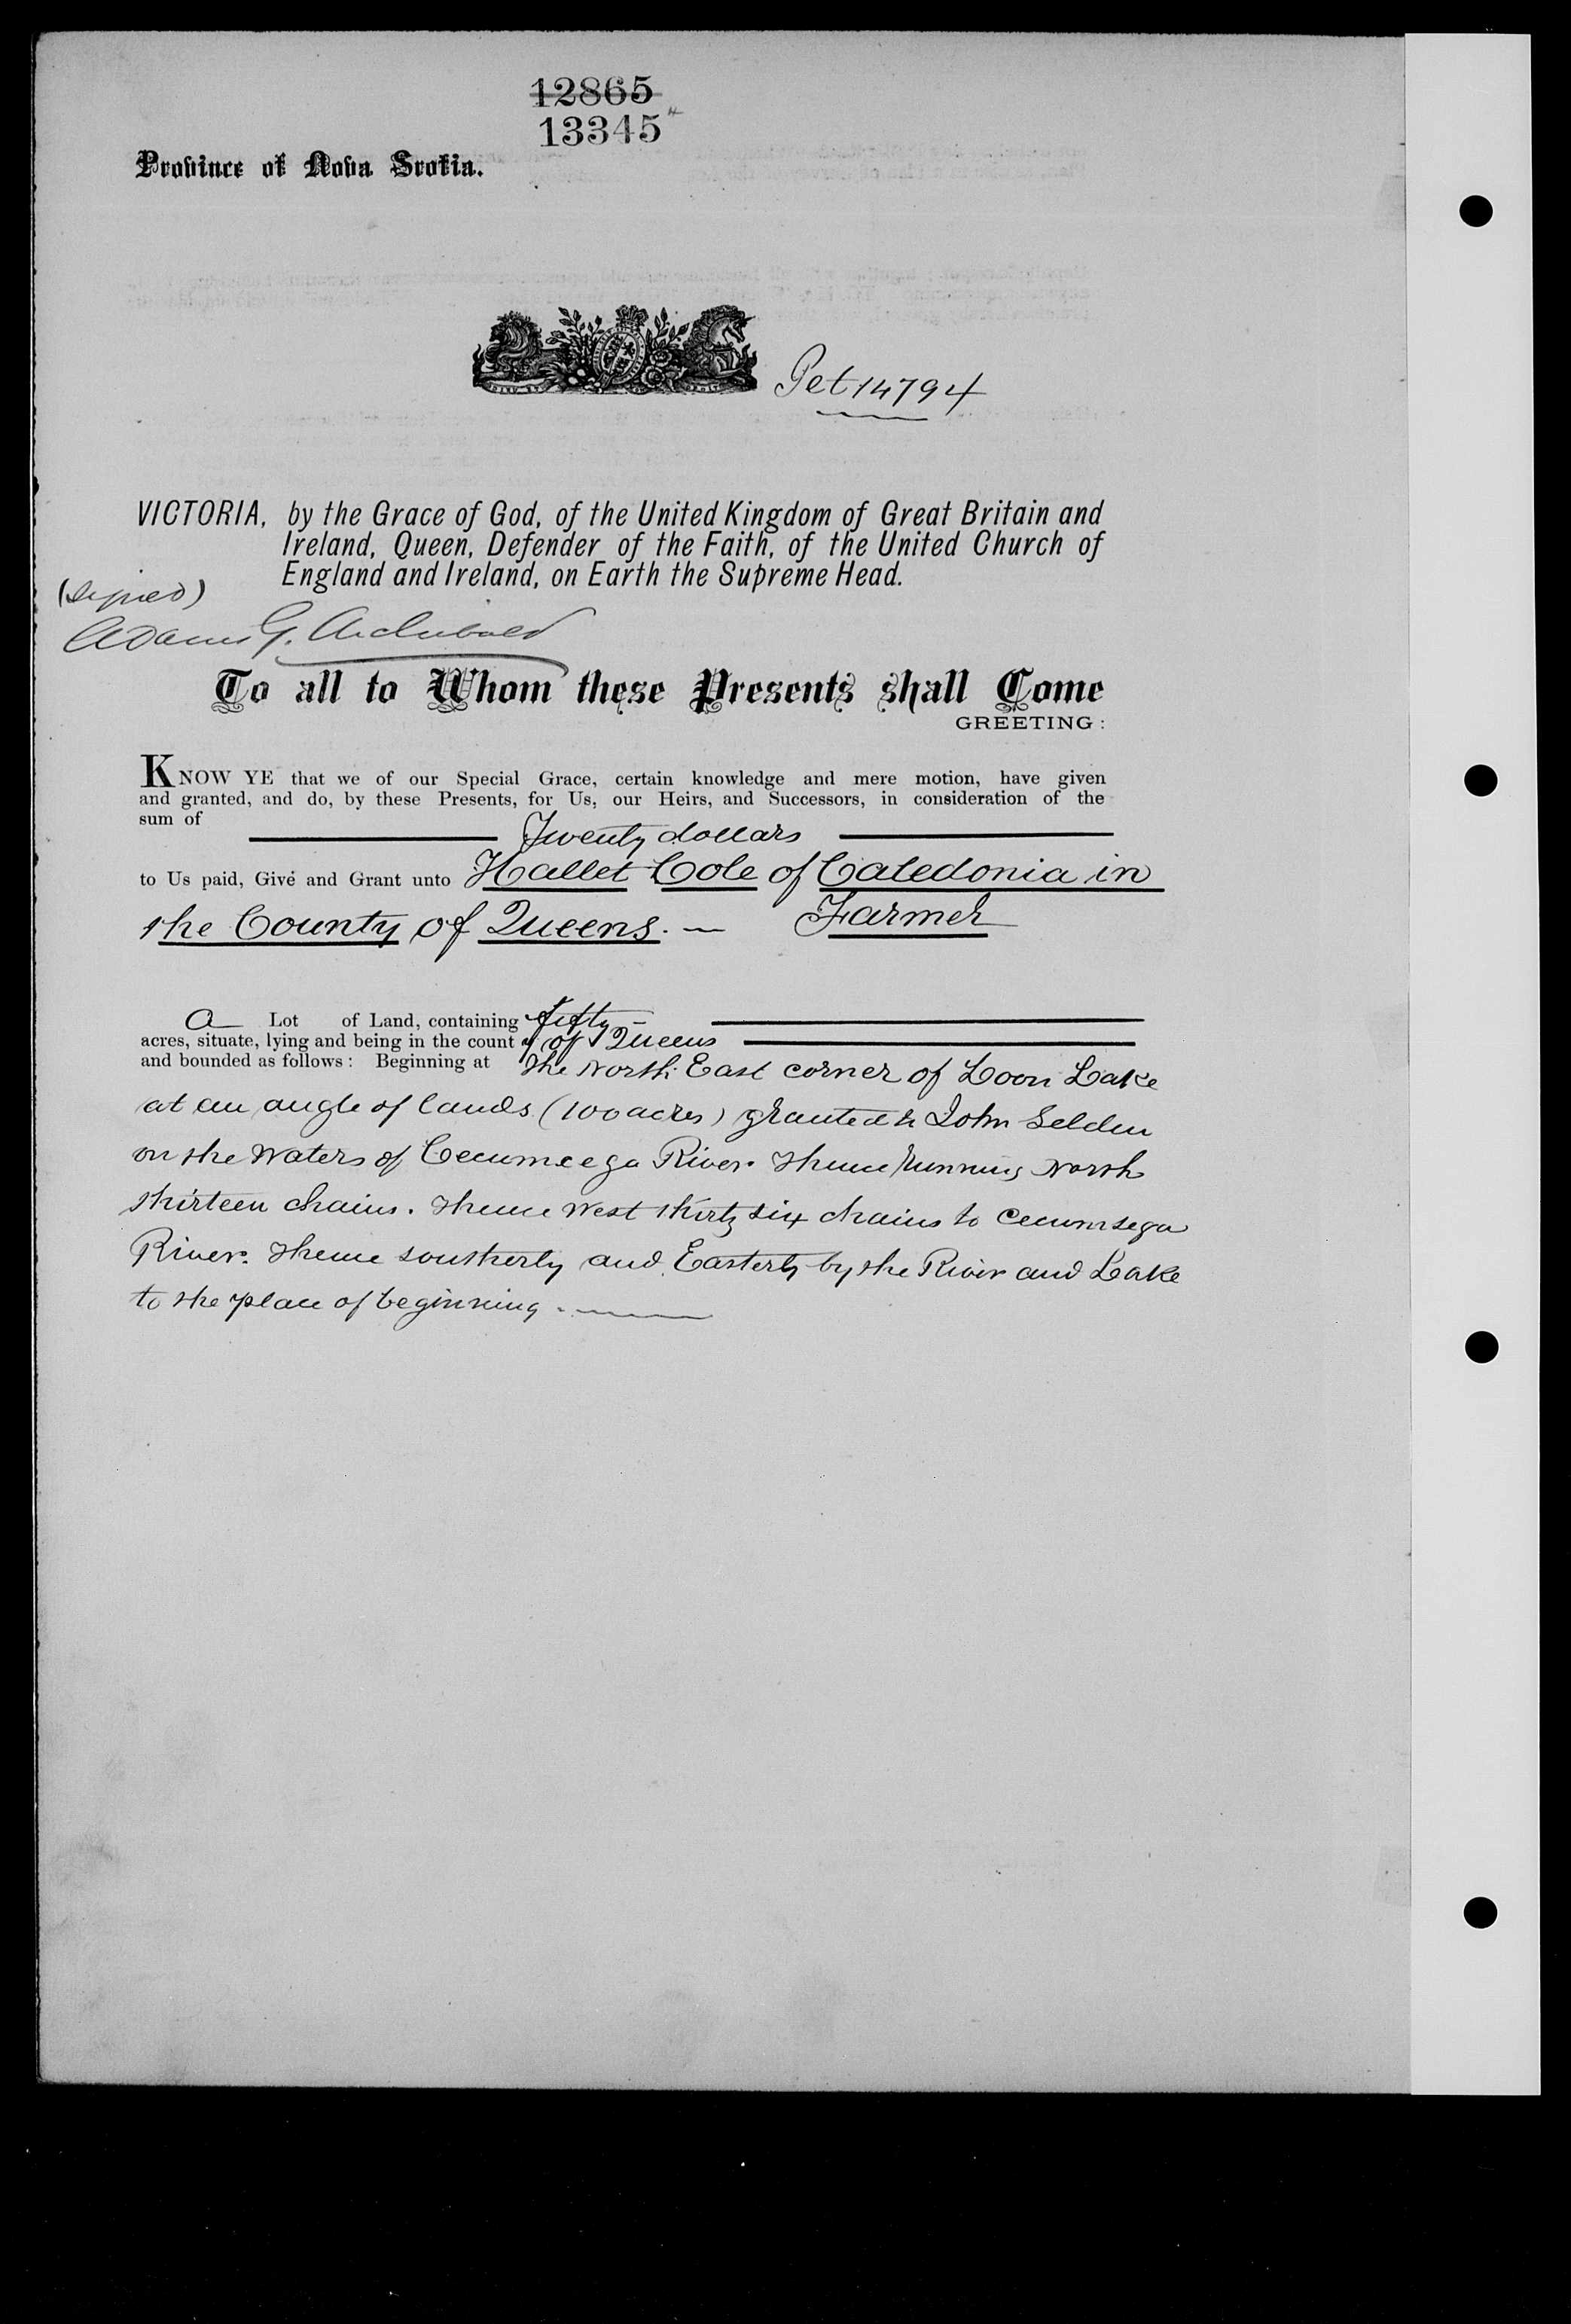 12865
13345
Province of Nova Scotia.
Pet 14794
VICTORIA, by the Grace of God, of the United Kingdom of Great Britain and
Ireland, Queen, Defender of the Faith, of the United Church of
England and Ireland, on Earth the Supreme Head.
(Signed)
Adams G. Archibald
To all to Whom these Presents shall Come
GREETING:
KNOW YE that we of our Special Grace, certain knowledge and mere motion, have given
and granted, and do, by these Presents, for Us, our Heirs, and Successors, in consideration of the
sum of Twenty dollars
to Us paid, Give and Grant unto Hallet Cole of Caledonia in
the County of Queens. — Farmer
A Lot of Land, containing fifty —
acres, situate, lying and being in the county of Queens
and bounded as follows: Beginning at the North East corner of Loon Lake
at an angle of lands (100 acres) granted to John Selden
on the Waters of River. Thence running North
thirteen chains. Thence West thirty six chains to
River. Thence southerly and Easterly by the River and Lake
to the place of beginning.